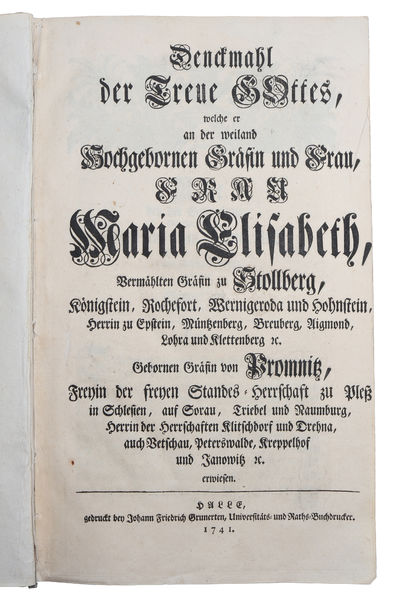 Denckmahl
der Treue GOttes,
welche er
an der weiland
Hochgebornen Gräfin und Frau,
FRAU
Maria Elisabeth,
Vermählten Gräfin zu Stollberg,
Königstein, Rochefort, Wernigeroda und Hohnstein,
Herrin zu Epstein, Müntzenberg, Breuberg, Aigmond,
Lohra und Klettenberg ꝛc.
Gebornen Gräfin von Promnitz,
Freyin der freyen Standes-Herrschaft zu Pleß
in Schlesien, auf Sorau, Triebel und Naumburg,
Herrin der Herrschaften Klitschdorf und Drehna,
auch Vetschau, Peterswalde, Kreppelhof
und Janowitz ꝛc.
erwiesen.
HALLE,
gedruckt bey Johann Friedrich Grunerten, Universitäts- und Raths-Buchdrucker.
1741.